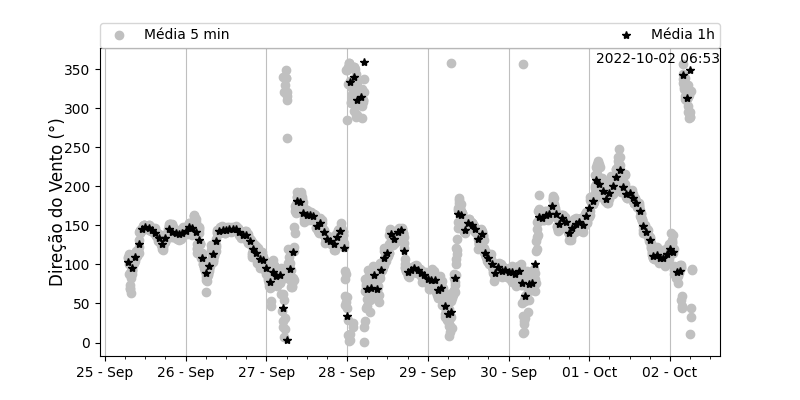 Média 5 min
Média 1h
2022-10-02 06:53
Direção do Vento (°)
350
300
250
200
150
100
50
0
25 - Sep
26 - Sep
27 - Sep
28 - Sep
29 - Sep
30 - Sep
01 - Oct
02 - Oct